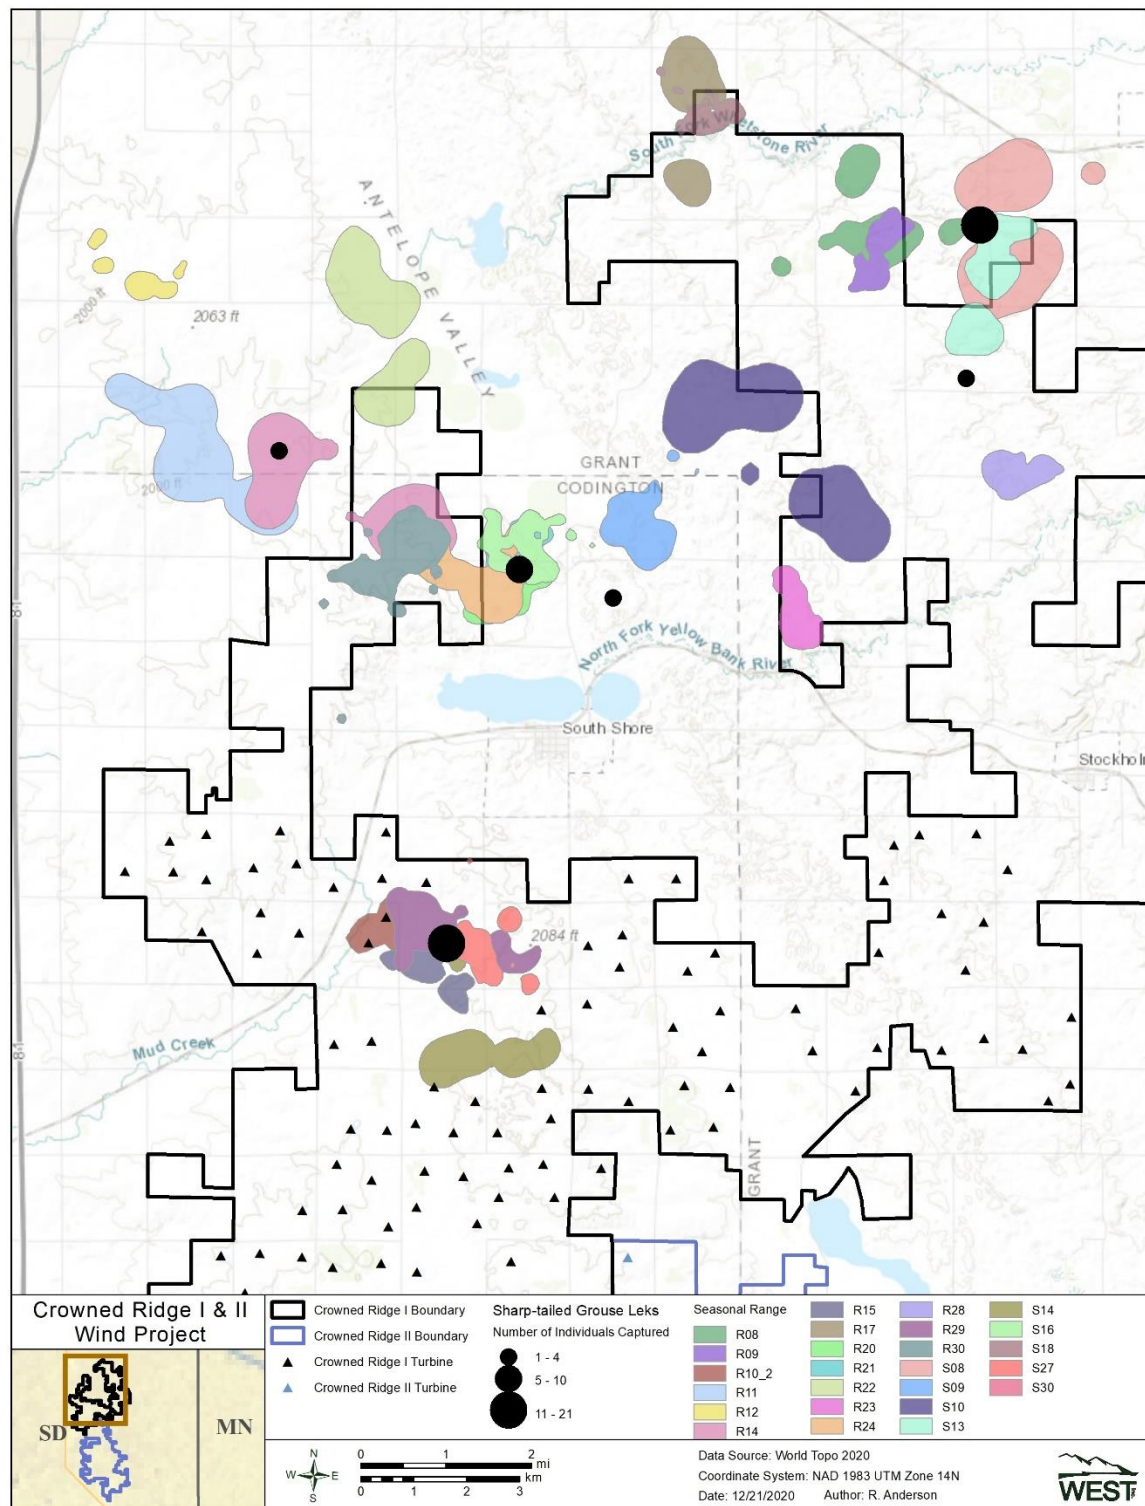 South Fork Whetstone River
ANTELOPE VALLEY
2000 ft
2063 ft
2000 ft
GRANT
CODINGTON
North Fork Yellow Bank River
South Shore
Stockholm
2084 ft
Mud Creek
GRANT
Crowned Ridge I & II
Wind Project
SD
MN
Crowned Ridge I Boundary
Crowned Ridge II Boundary
Crowned Ridge I Turbine
Crowned Ridge II Turbine
Sharp-tailed Grouse Leks
Number of Individuals Captured
1 - 4
5 - 10
11 - 21
Seasonal Range
R08
R09
R10_2
R11
R12
R14
R15
R17
R20
R21
R22
R23
R24
R28
R29
R30
S08
S09
S10
S13
S14
S16
S18
S27
S30
N
W E
S
0 1 2
mi
km
0 1 2 3
Data Source: World Topo 2020
Coordinate System: NAD 1983 UTM Zone 14N
Date: 12/21/2020 Author: R. Anderson
WEST